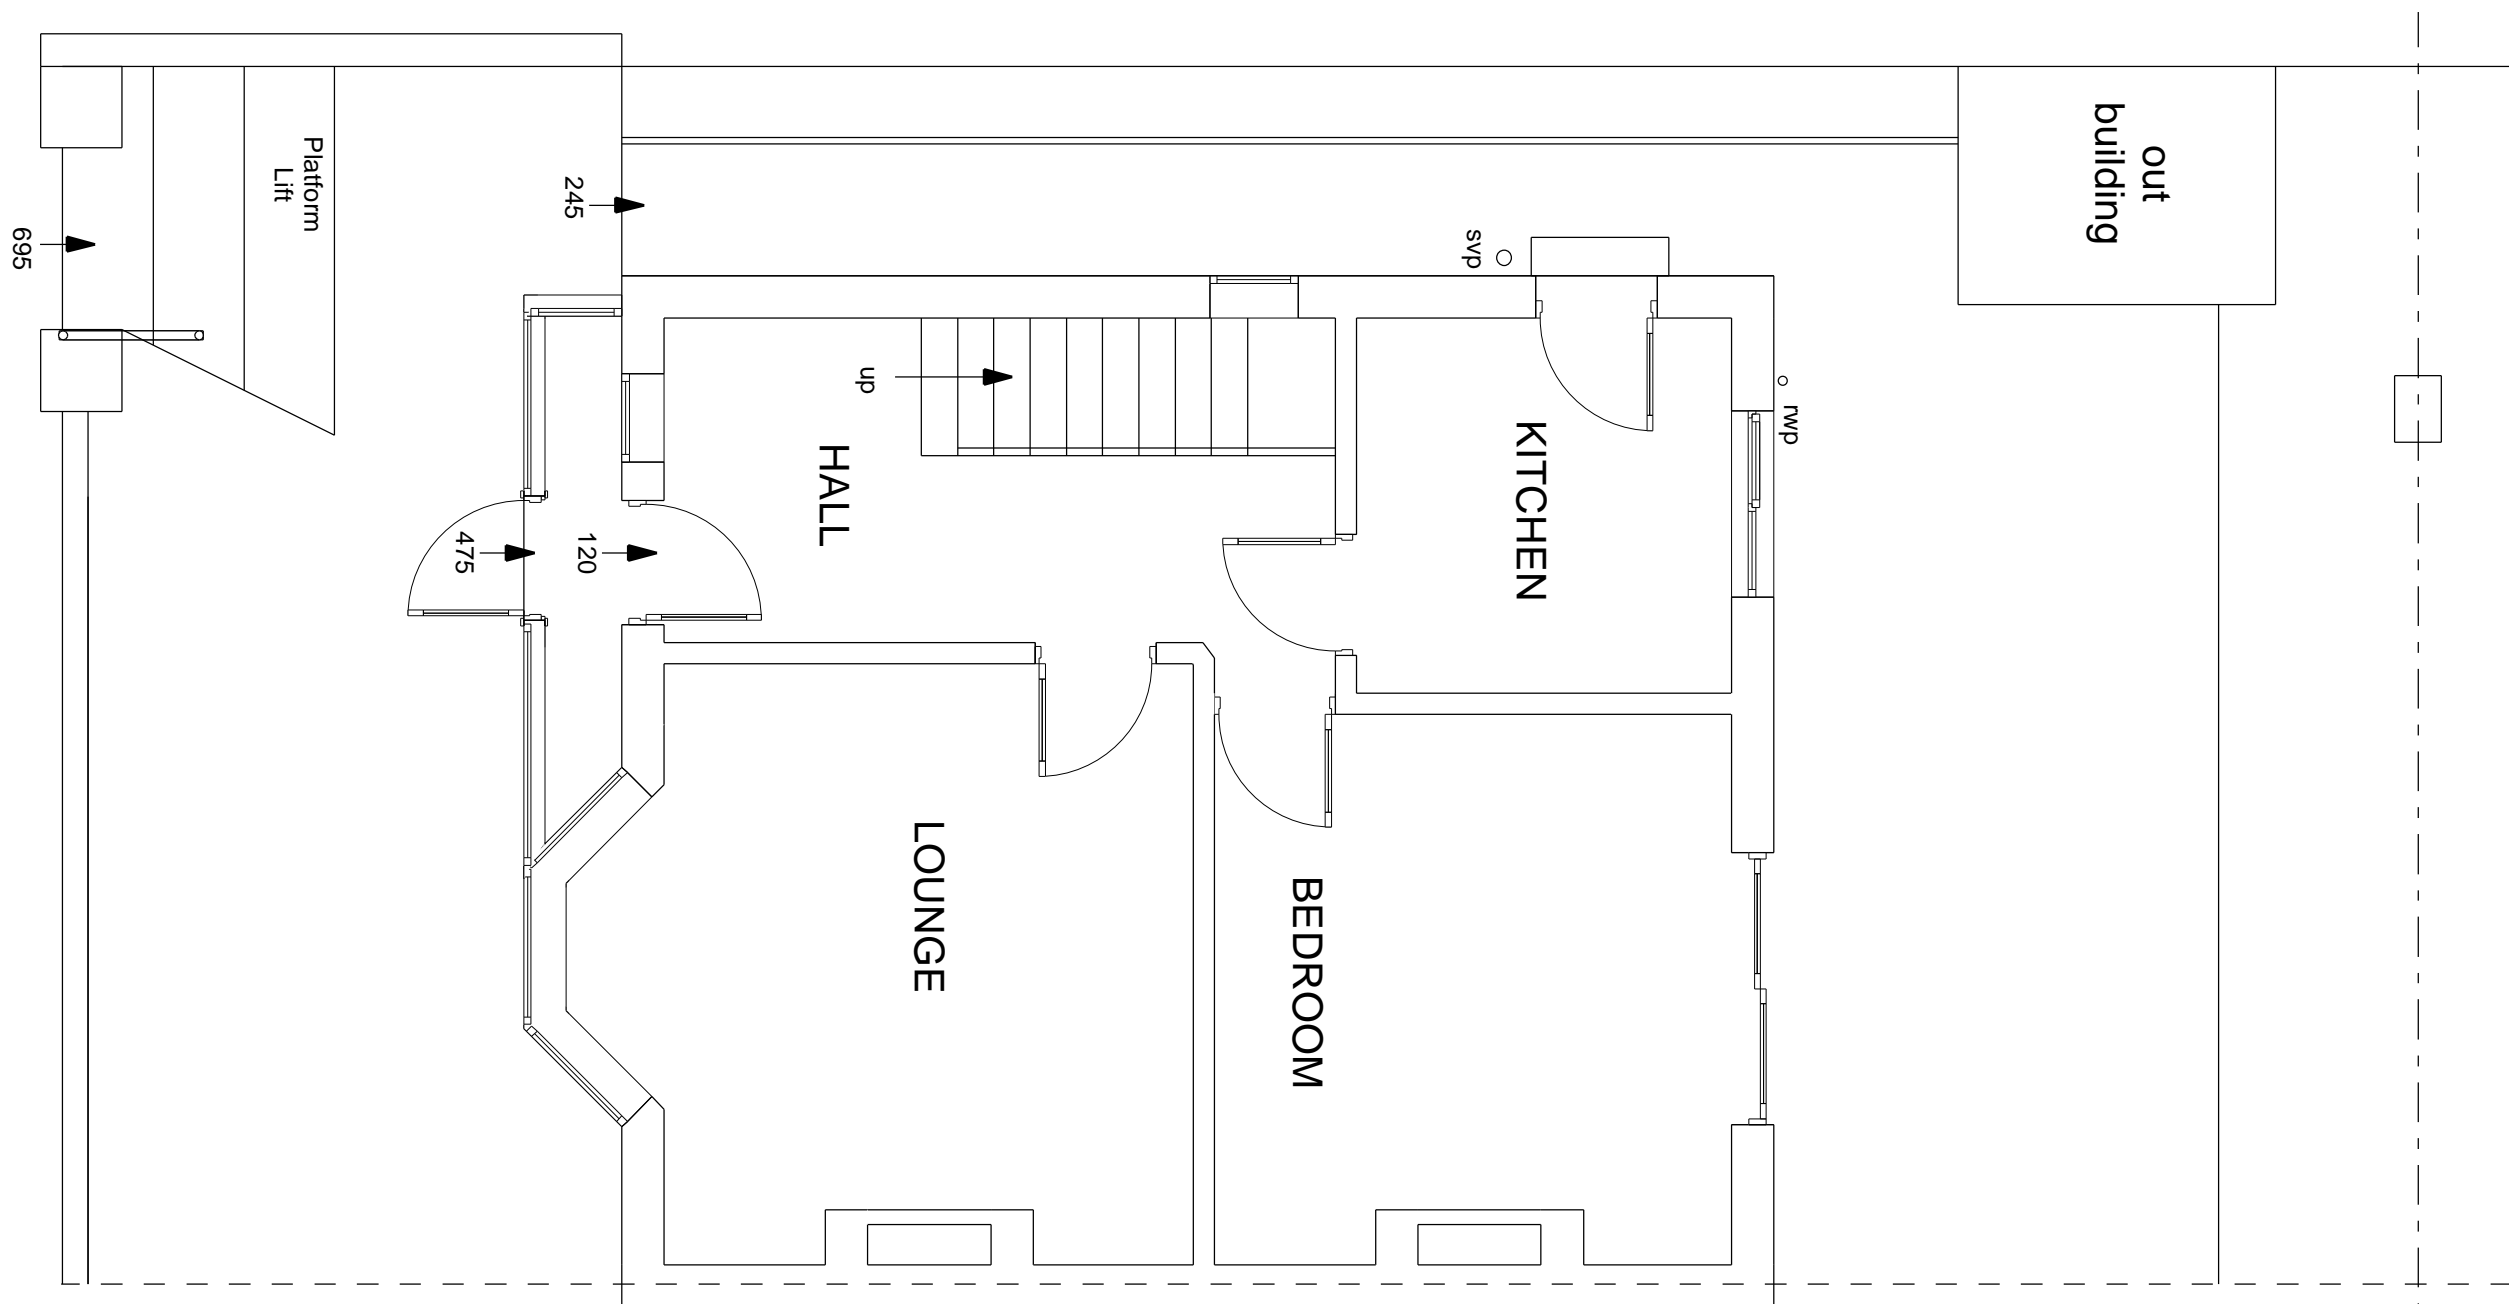 out
building
rwp
svp
KITCHEN
BEDROOM
up
HALL
LOUNGE
245
120
475
Platform
Lift
695